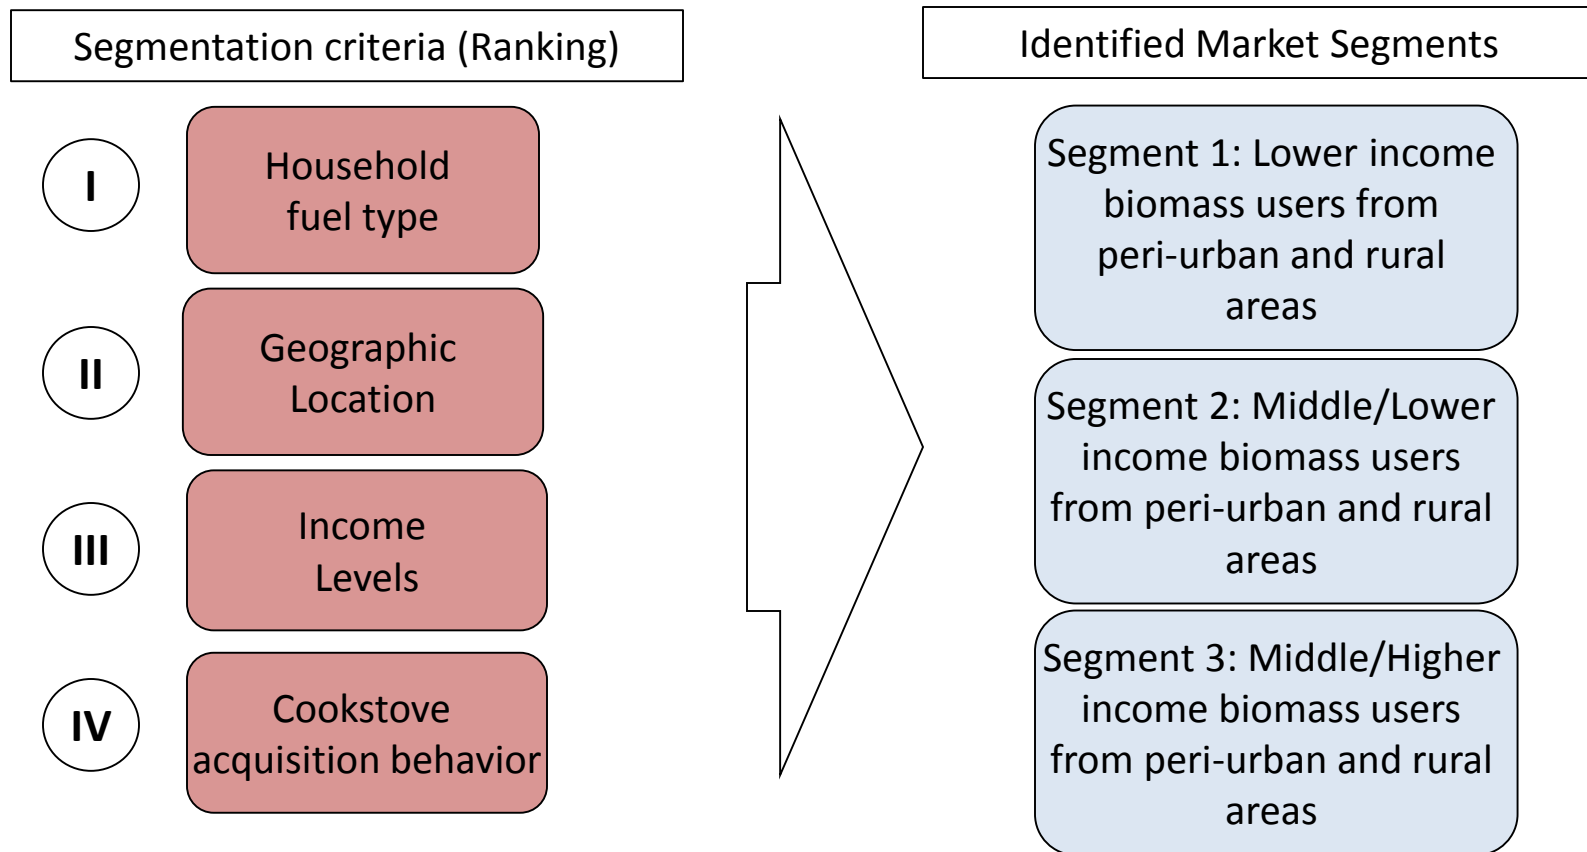 Segmentation criteria (Ranking)
I
Household
fuel type
II
Geographic
Location
III
Income
Levels
IV
Cookstove
acquisition behavior
Identified Market Segments
Segment 1: Lower income
biomass users from
peri-urban and rural
areas
Segment 2: Middle/Lower
income biomass users
from peri-urban and rural
areas
Segment 3: Middle/Higher
income biomass users
from peri-urban and rural
areas